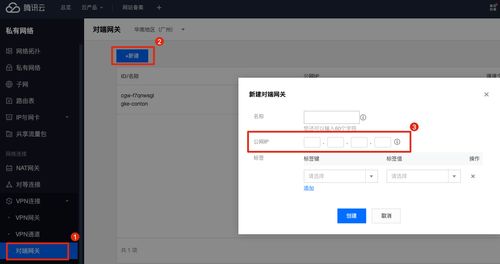 腾讯云
总览
云产品
网站备案
私有网络
网络拓扑
私有网络
子网
路由表
IP与网卡
共享流量包
网络连接
NAT网关
对等连接
VPN连接
VPN网关
VPN通道
1
对端网关
对端网关
华南地区（广州）
2
+新建
ID/名称
公网IP
cgw-f7qnwsgl
gke-conton
共 1 项
新建对端网关
名称
您还可以输入60个字符
3
公网IP
标签
标签键
标签值
操作
请选择
请选择
添加
创建
取消